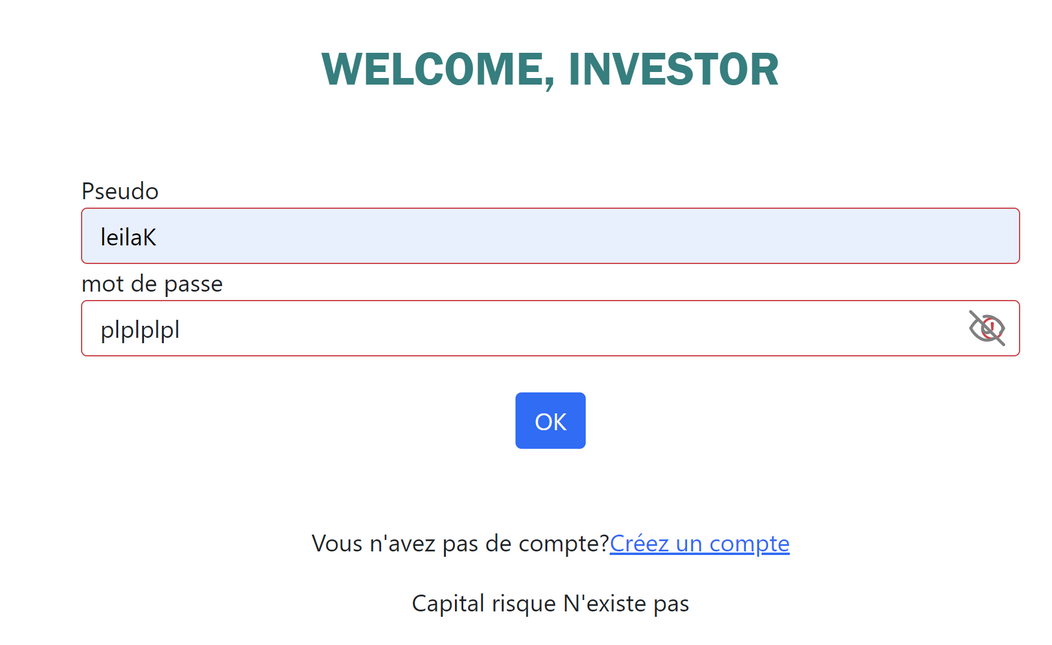 WELCOME, INVESTOR
Pseudo
leilaK
mot de passe
plplplpl
OK
Vous n'avez pas de compte?Créez un compte
Capital risque N'existe pas